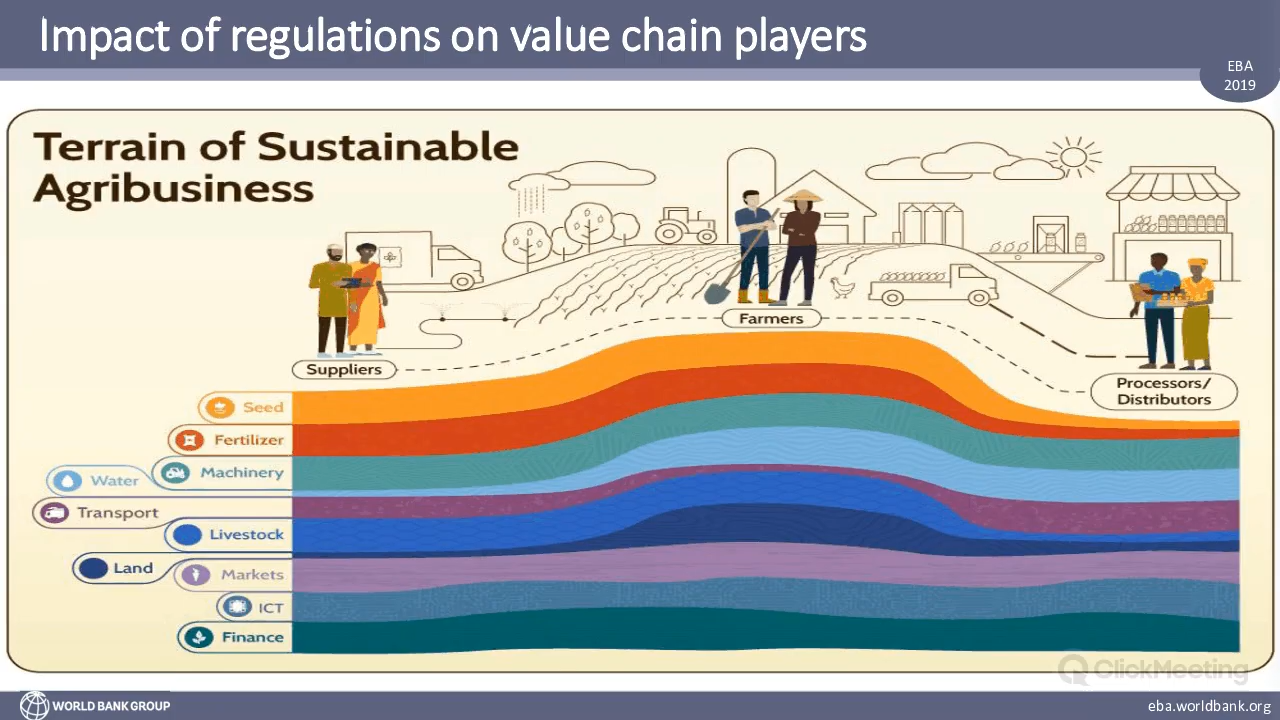 Impact of regulations on value chain players
EBA
2019
Terrain of Sustainable
Agribusiness
Farmers
Suppliers
Processors/
Distributors
Seed
Fertilizer
Machinery
Water
Transport
Livestock
Land
Markets
ICT
Finance
ClickMeeting
WORLD BANK GROUP
eba.worldbank.org